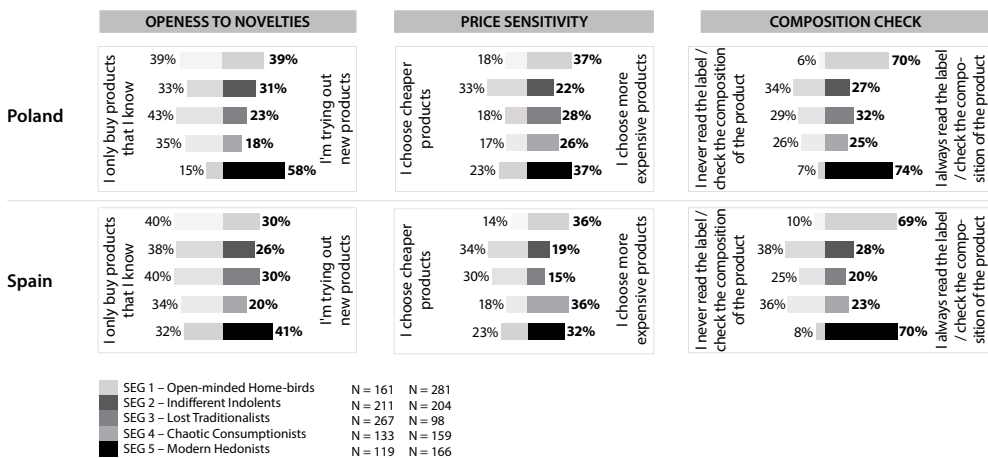 OPENESS TO NOVELTIES
PRICE SENSITIVITY
COMPOSITION CHECK
Poland
I only buy products
that I know
39% 39%
33% 31%
43% 23%
35% 18%
15% 58%
I'm trying out
new products
I choose cheaper
products
18% 37%
33% 22%
18% 28%
17% 26%
23% 37%
I choose more
expensive products
I never read the label /
check the composition
of the product
6% 70%
34% 27%
29% 32%
26% 25%
7% 74%
I always read the label
/ check the compo-
sition of the product
Spain
I only buy products
that I know
40% 30%
38% 26%
40% 30%
34% 20%
32% 41%
I'm trying out
new products
I choose cheaper
products
14% 36%
34% 19%
30% 15%
18% 36%
23% 32%
I choose more
expensive products
I never read the label /
check the composition
of the product
10% 69%
38% 28%
25% 20%
36% 23%
8% 70%
I always read the label
/ check the compo-
sition of the product
SEG 1 – Open-minded Home-birds N = 161 N = 281
SEG 2 – Indifferent Indolents N = 211 N = 204
SEG 3 – Lost Traditionalists N = 267 N = 98
SEG 4 – Chaotic Consumptionists N = 133 N = 159
SEG 5 – Modern Hedonists N = 119 N = 166